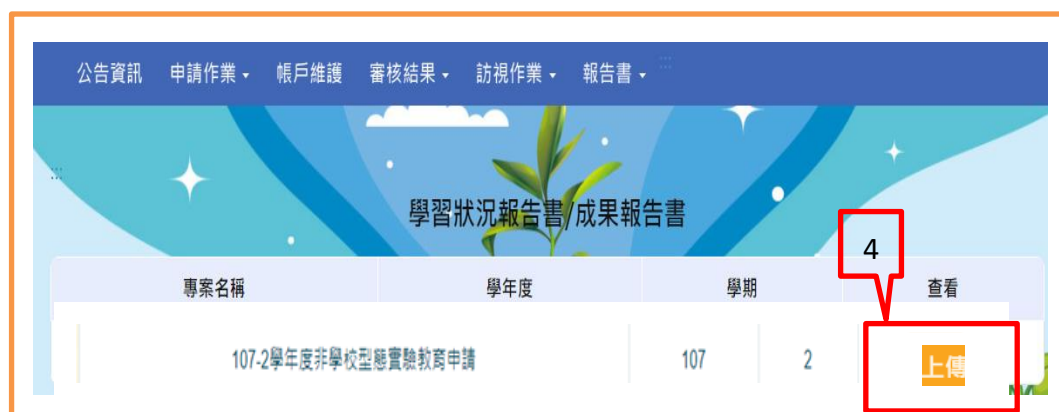 公告資訊 申請作業 帳戶維護 審核結果 訪視作業 報告書
學習狀況報告書/成果報告書
4
專案名稱 學年度 學期 查看
107-2學年度非學校型態實驗教育申請 107 2 上傳